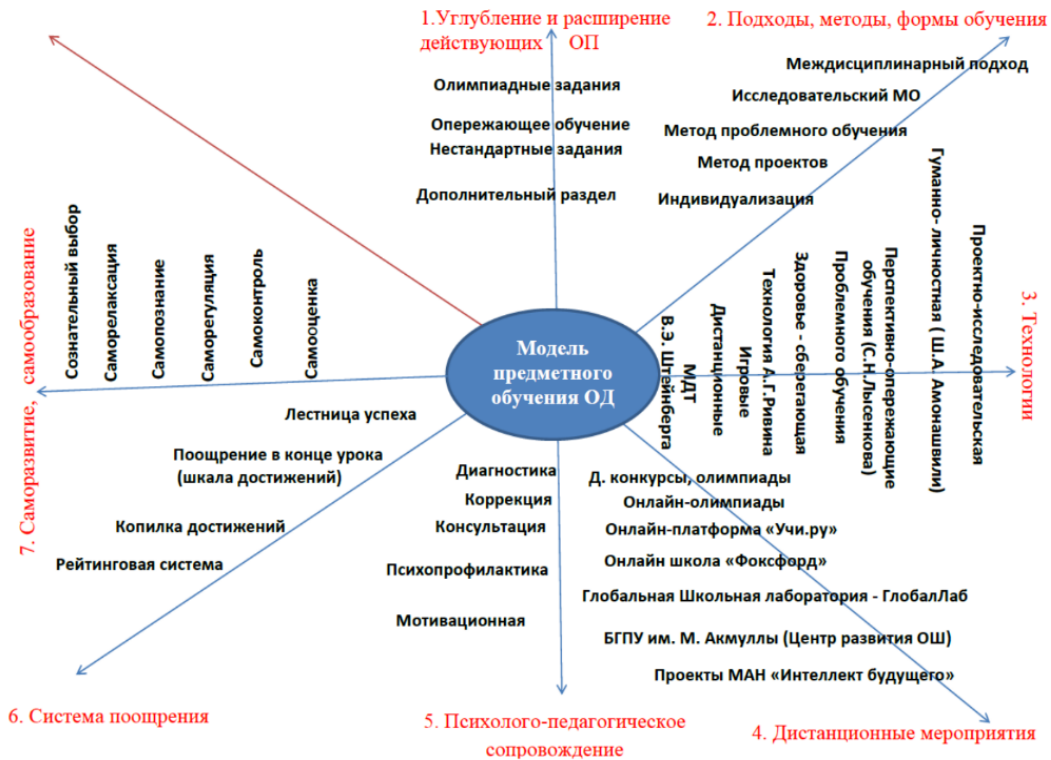 1.Углубление и расширение
действующих ОП
Олимпиадные задания
Опережающее обучение
Нестандартные задания
Дополнительный раздел
2. Подходы, методы, формы обучения
Междисциплинарный подход
Исследовательский МО
Метод проблемного обучения
Метод проектов
Индивидуализация
Модель
предметного
обучения ОД
3. Технологии
МДТ
В.Э. Штейнберга
Дистанционные
Игровые
Технология А.Г.Ривина
Здоровье - сберегающая
Проблемного обучения
Перспективно-опережающие
обучения (С.Н.Лысенкова)
Гуманно- личностная ( Ш.А. Амонашвили)
Проектно-исследовательская
Д. конкурсы, олимпиады
Онлайн-олимпиады
Онлайн-платформа «Учи.ру»
Онлайн школа «Фоксфорд»
Глобальная Школьная лаборатория - ГлобалЛаб
БГПУ им. М. Акмуллы (Центр развития ОШ)
Проекты МАН «Интеллект будущего»
4. Дистанционные мероприятия
Диагностика
Коррекция
Консультация
Психопрофилактика
Мотивационная
5. Психолого-педагогическое
сопровождение
Лестница успеха
Поощрение в конце урока
(шкала достижений)
Копилка достижений
Рейтинговая система
6. Система поощрения
7. Саморазвитие, самообразование
Сознательный выбор
Саморелаксация
Самопознание
Саморегуляция
Самоконтроль
Самооценка